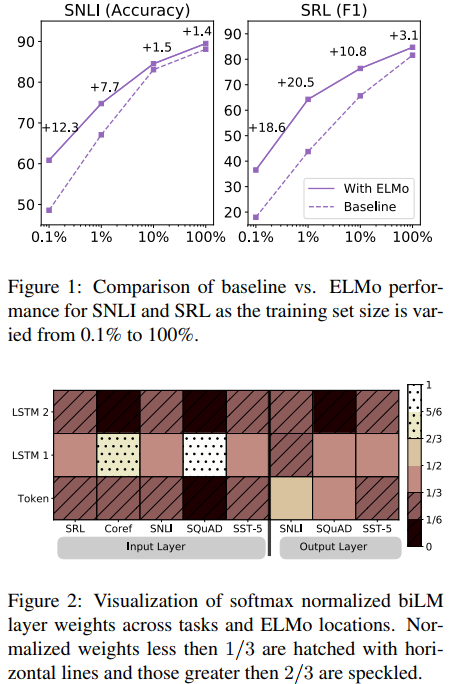 SNLI (Accuracy)
SRL (F1)
90
80
70
60
50
+12.3
+7.7
+1.5
+1.4
0.1%
1%
10%
100%
90
80
70
60
50
40
30
20
+18.6
+20.5
+10.8
+3.1
With ELMo
Baseline
0.1%
1%
10%
100%
Figure 1: Comparison of baseline vs. ELMo perfor-
mance for SNLI and SRL as the training set size is var-
ied from 0.1% to 100%.
LSTM 2
LSTM 1
Token
SRL
Coref
SNLI
SQuAD
SST-5
SNLI
SQuAD
SST-5
Input Layer
Output Layer
1
5/6
2/3
1/2
1/3
1/6
0
Figure 2: Visualization of softmax normalized biLM
layer weights across tasks and ELMo locations. Nor-
malized weights less then 1/3 are hatched with hori-
zontal lines and those greater then 2/3 are speckled.